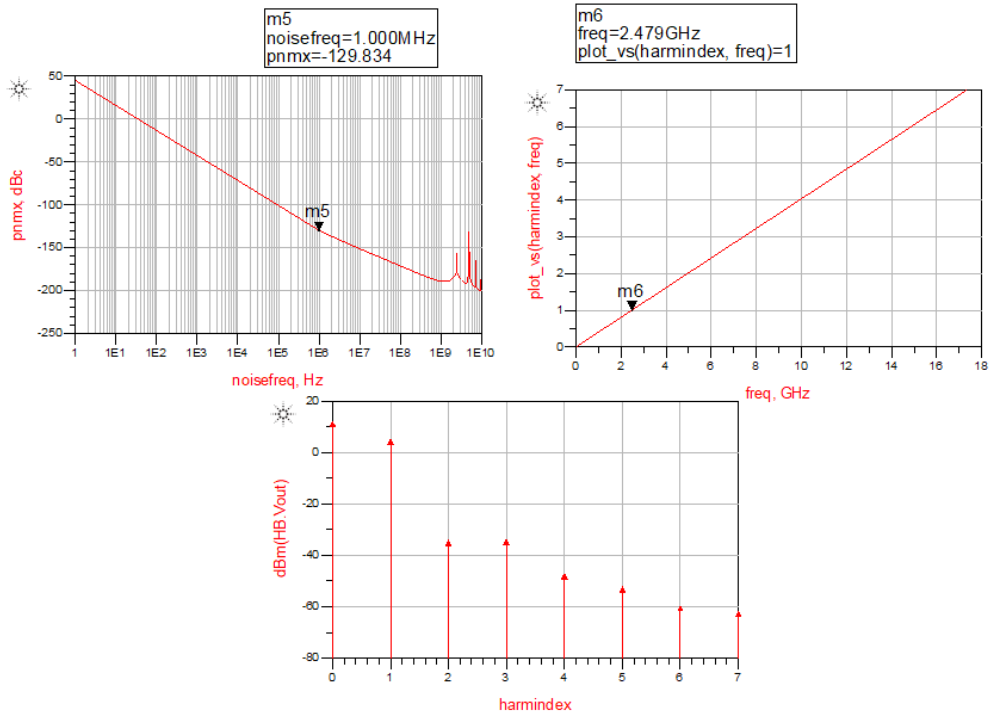 m5
noisefreq=1.000MHz
pnmx=-129.834
m6
freq=2.479GHz
plot_vs(harmindex, freq)=1
pnmx, dBc
50
0
-50
-100
-150
-200
-250
m5
1
1E1
1E2
1E3
1E4
1E5
1E6
1E7
1E8
1E9
1E10
noisefreq, Hz
plot_vs(harmindex, freq)
7
6
5
4
3
2
1
0
m6
0
2
4
6
8
10
12
14
16
18
freq, GHz
dBm(HB.Vout)
20
0
-20
-40
-60
-80
0
1
2
3
4
5
6
7
harmindex